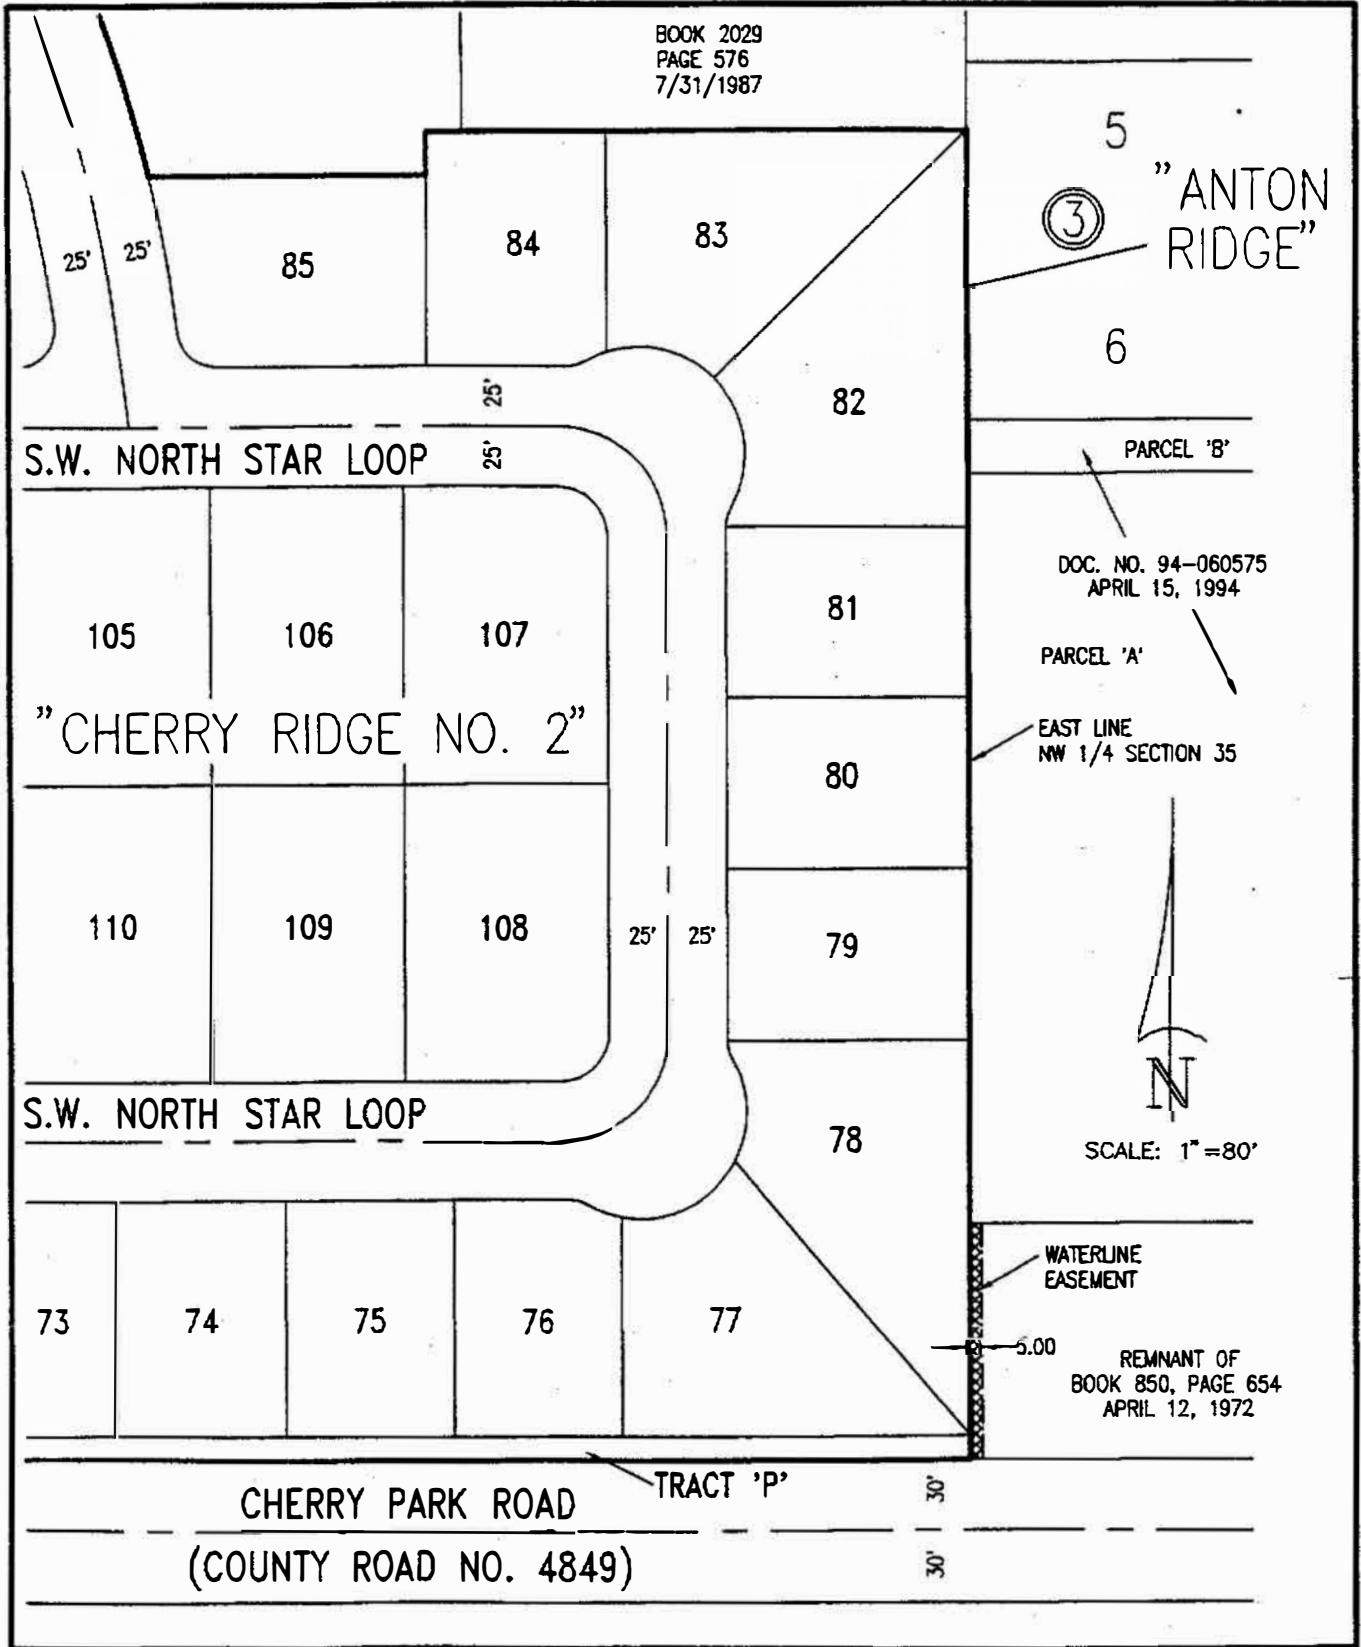 BOOK 2029
PAGE 576
7/31/1987
5
"ANTON
RIDGE"
3
84
83
25'
25'
85
6
25'
82
S.W. NORTH STAR LOOP
25'
PARCEL 'B'
DOC. NO. 94-060575
APRIL 15, 1994
81
105
106
107
PARCEL 'A'
"CHERRY RIDGE NO. 2"
EAST LINE
NW 1/4 SECTION 35
80
110
109
108
25'
25'
79
N
S.W. NORTH STAR LOOP
78
SCALE: 1"=80'
WATERLINE
EASEMENT
73
74
75
76
77
5.00
REMNANT OF
BOOK 850, PAGE 654
APRIL 12, 1972
TRACT 'P'
30'
CHERRY PARK ROAD
(COUNTY ROAD NO. 4849)
30'